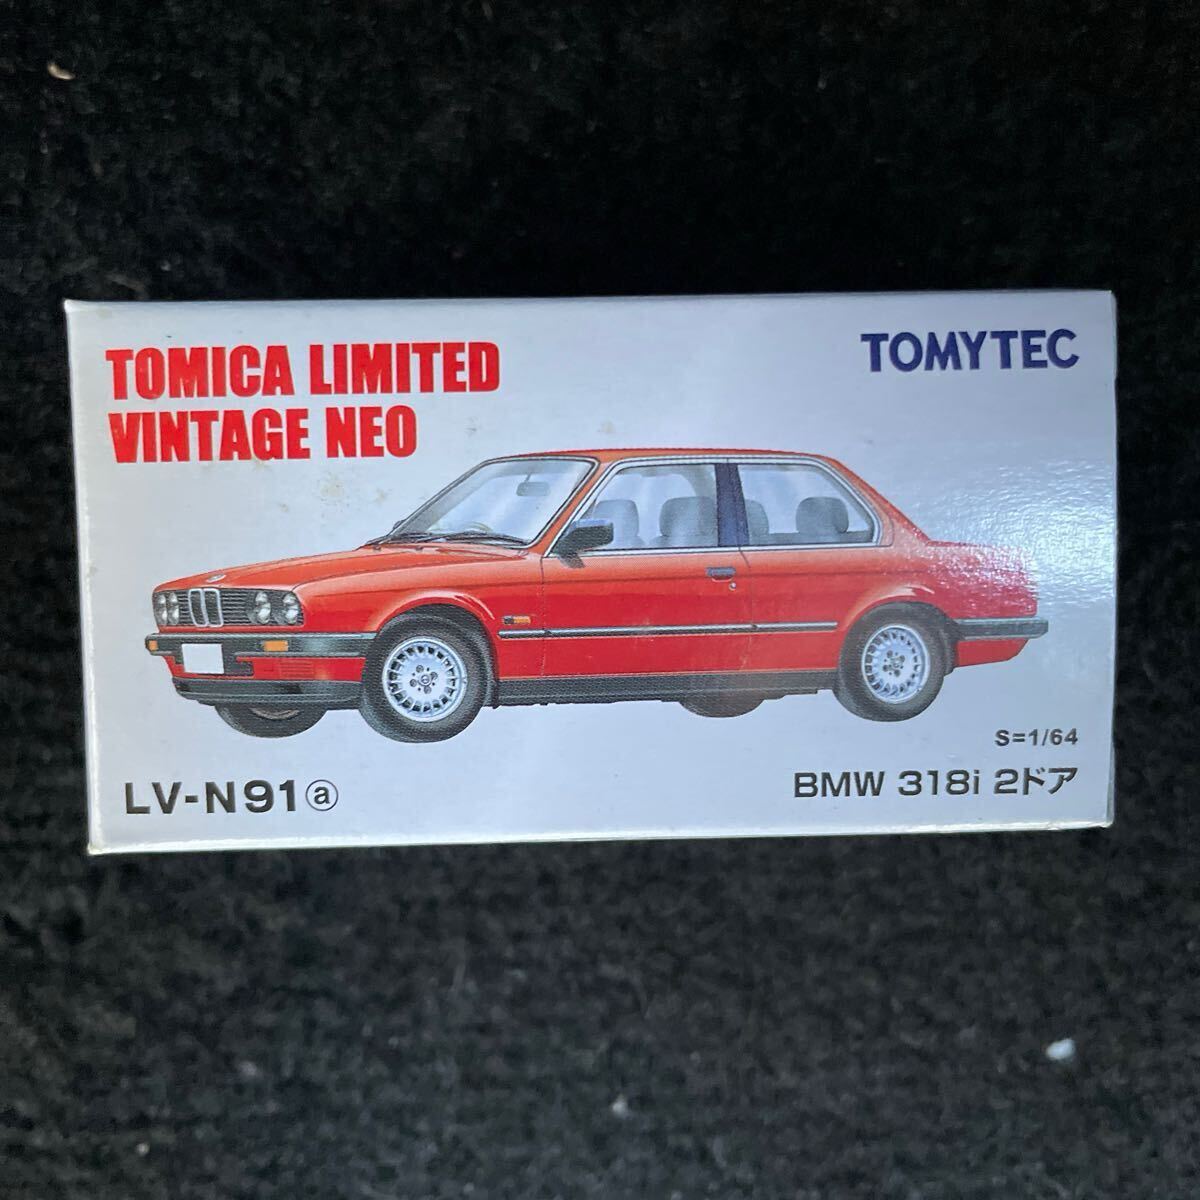 TOMICA LIMITED
VINTAGE NEO
TOMYTEC
S=1/64
LV-N91ⓐ
BMW 318i 2ドア